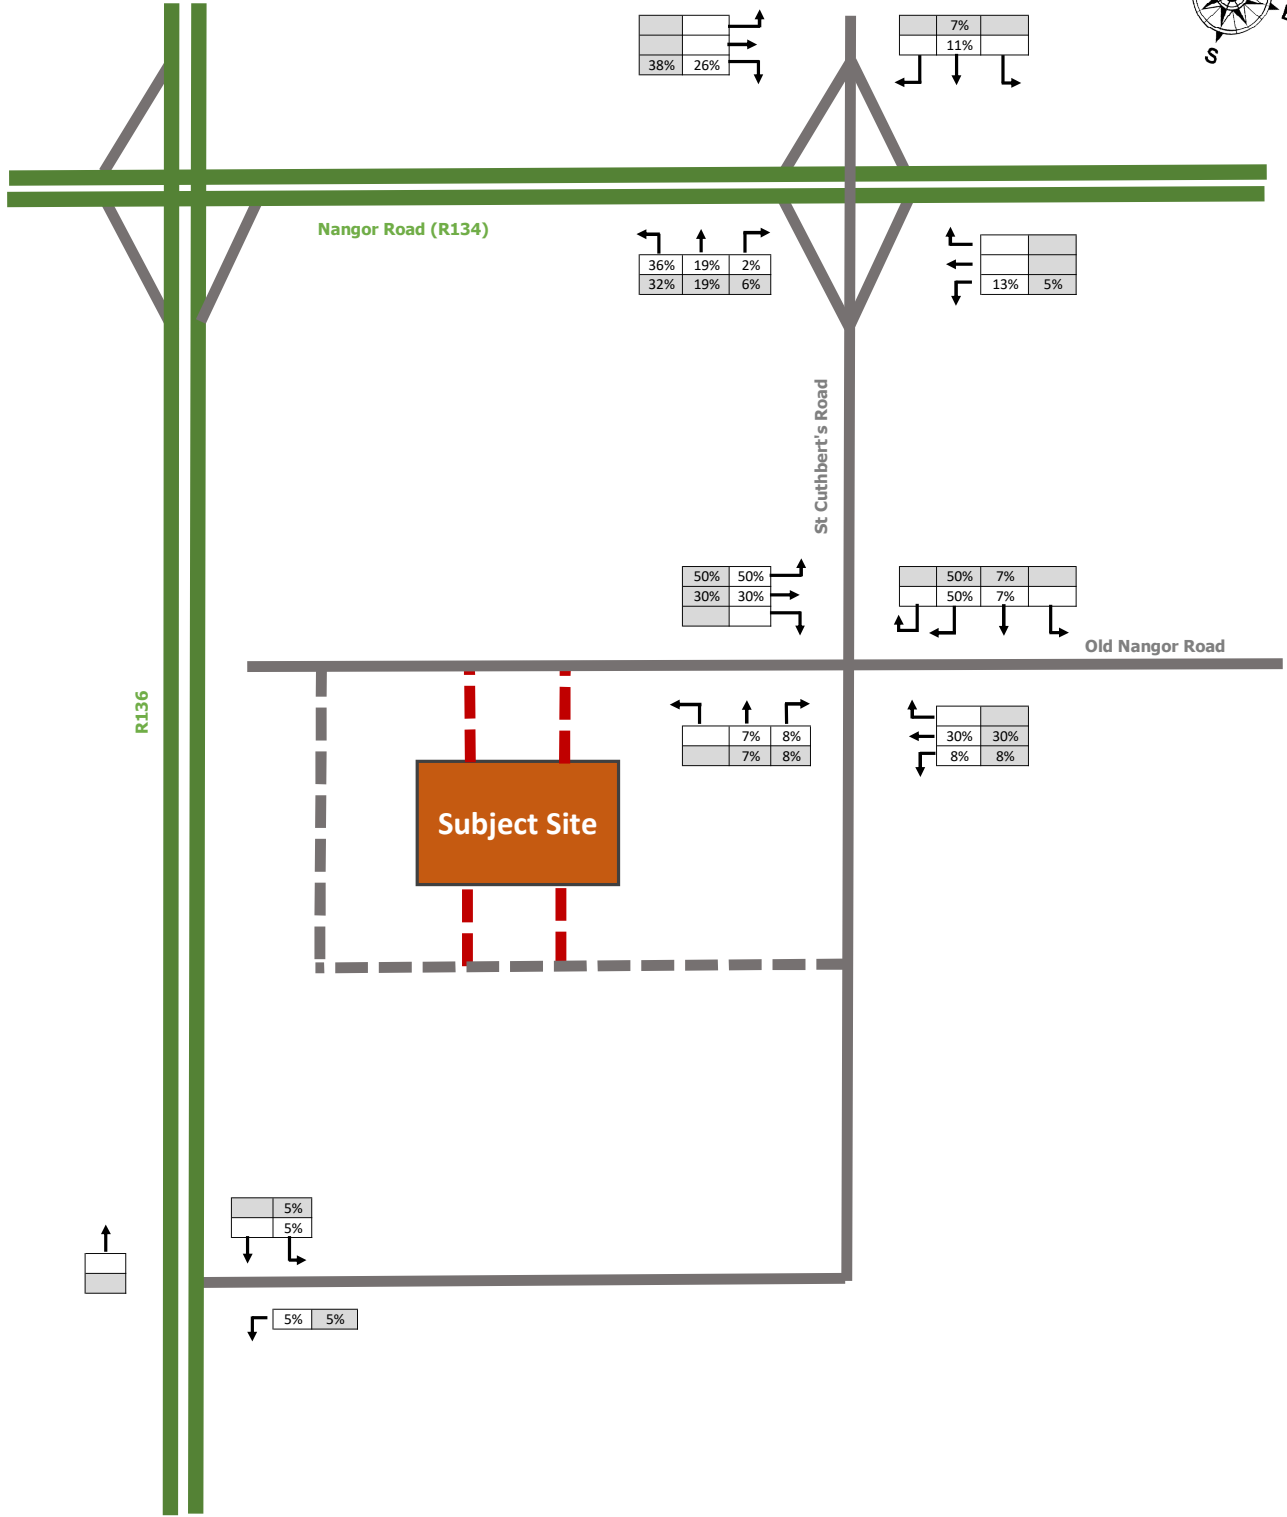 7%
11%
38% 26%
S
Nangor Road (R134)
36% 19% 2%
32% 19% 6%
13% 5%
St Cuthbert's Road
50% 50%
30% 30%
50% 7%
50% 7%
Old Nangor Road
R136
7% 8%
7% 8%
30% 30%
8% 8%
Subject Site
5%
5%
5% 5%